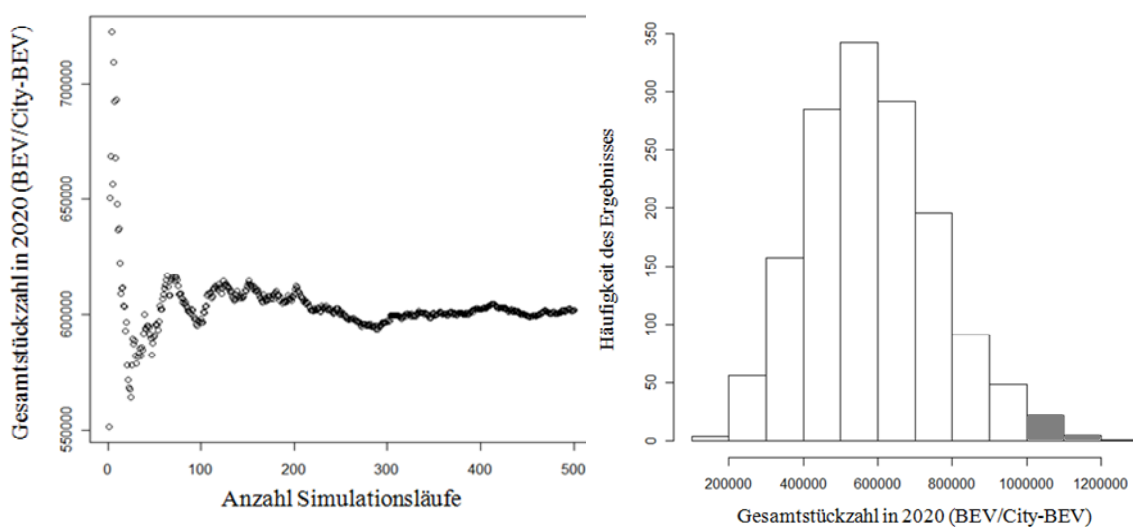 Gesamtstückzahl in 2020 (BEV/City-BEV)
700000
650000
600000
550000
0 100 200 300 400 500
Anzahl Simulationsläufe
Häufigkeit des Ergebnisses
350
300
250
200
150
100
50
0
200000 400000 600000 800000 1000000 1200000
Gesamtstückzahl in 2020 (BEV/City-BEV)